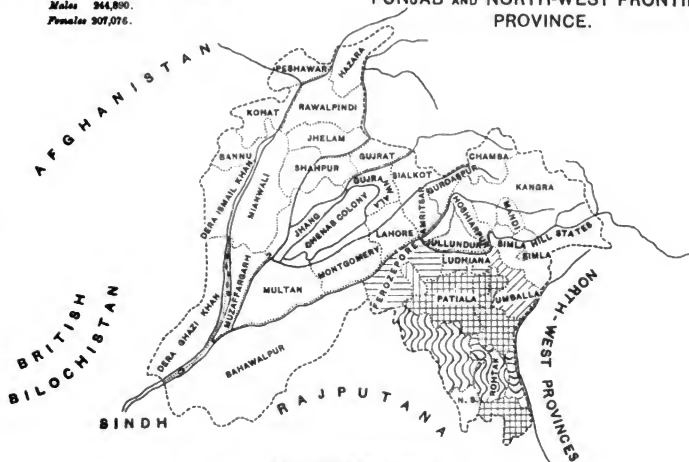 Males 244,890.
Females 207,076.
PUNJAB AND NORTH-WEST FRONTI
PROVINCE.
AFGHANISTAN
PESHAWAR
HAZARA
KOHAT
RAWALPINDI
BANNU
JHELAM
GUJRAT
SHAHPUR
SIALKOT
CHAMBA
DERA ISMAIL KHAN
MIANWALI
GUJRANWALA
GURDASPUR
KANGRA
JHANG
CHENAB COLONY
AMRITSAR
HOSHIARPUR
MANDI
LAHORE
JULLUNDUR
SIMLA HILL STATES
MONTGOMERY
FEROZEPORE
LUDHIANA
SIMLA
MUZAFFARGARH
MULTAN
PATIALA
UMBALLA
DERA GHAZI KHAN
BRITISH
BILOCHISTAN
BAHAWALPUR
ROHTAK
N. S.
NORTH-WEST PROVINCES
RAJPUTANA
SINDH